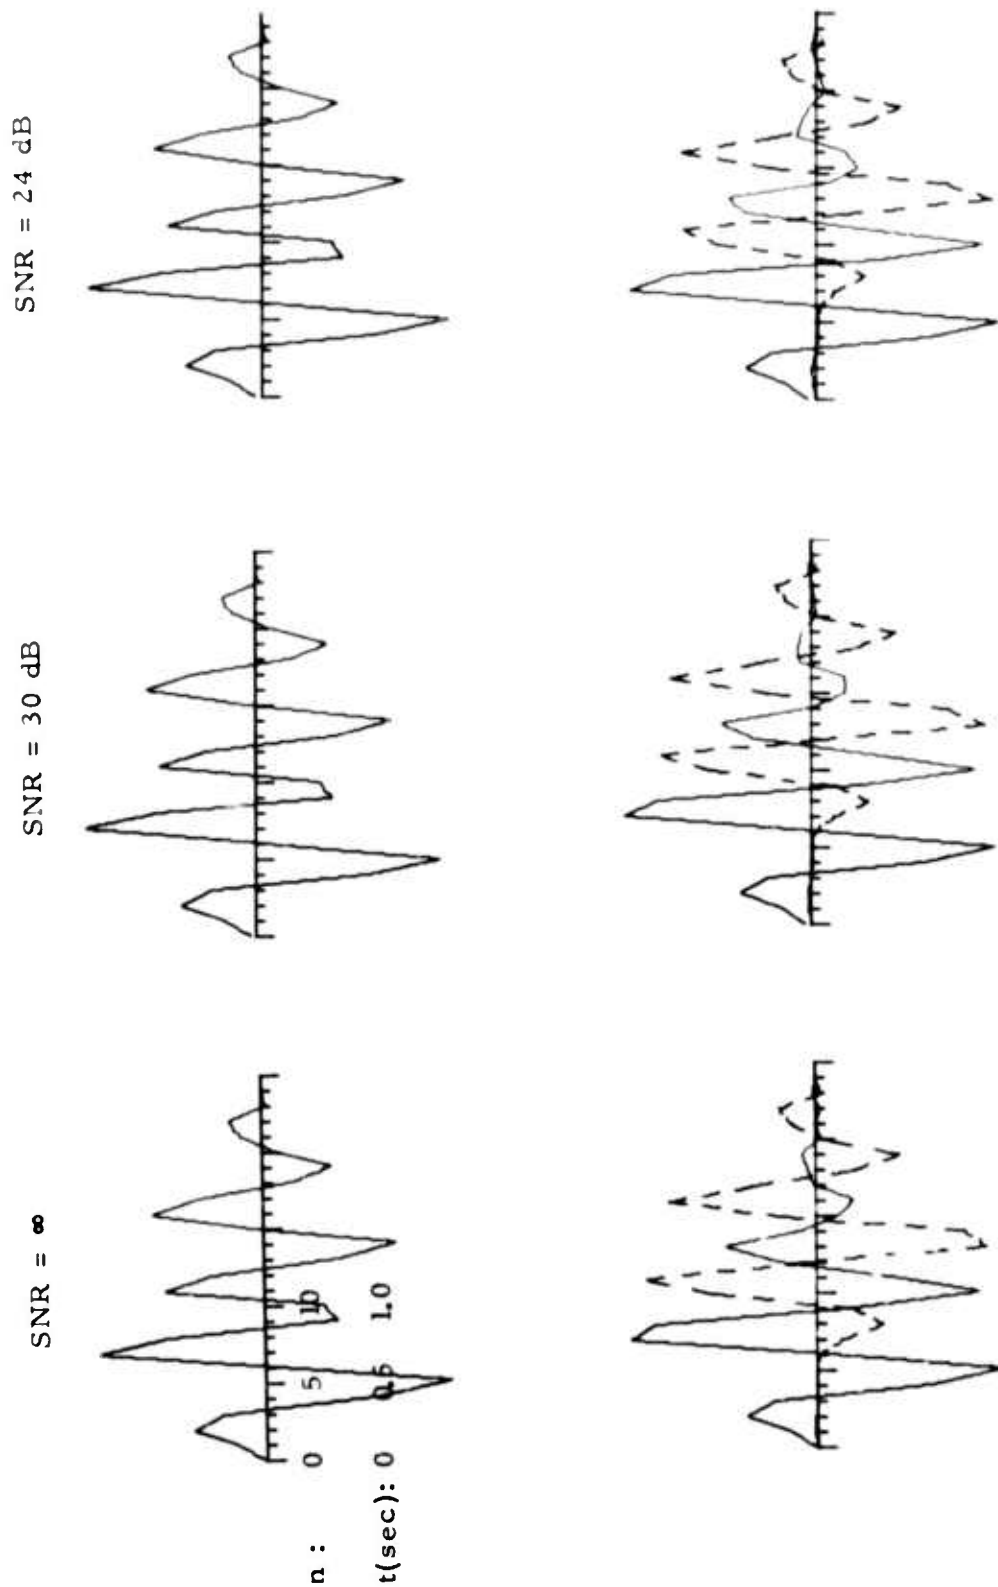 SNR = ∞
SNR = 30 dB
SNR = 24 dB
n : 0 5 10
t(sec): 0 0.5 1.0